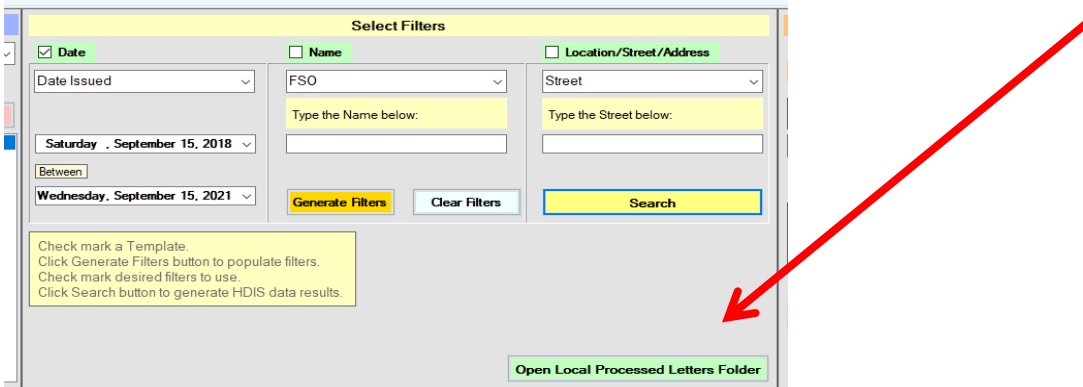 Select Filters
Date
Name
Location/Street/Address
Date Issued
FSO
Street
Type the Name below:
Type the Street below:
Saturday , September 15, 2018
Between
Wednesday, September 15, 2021
Generate Filters
Clear Filters
Search
Check mark a Template.
Click Generate Filters button to populate filters.
Check mark desired filters to use.
Click Search button to generate HDIS data results.
Open Local Processed Letters Folder